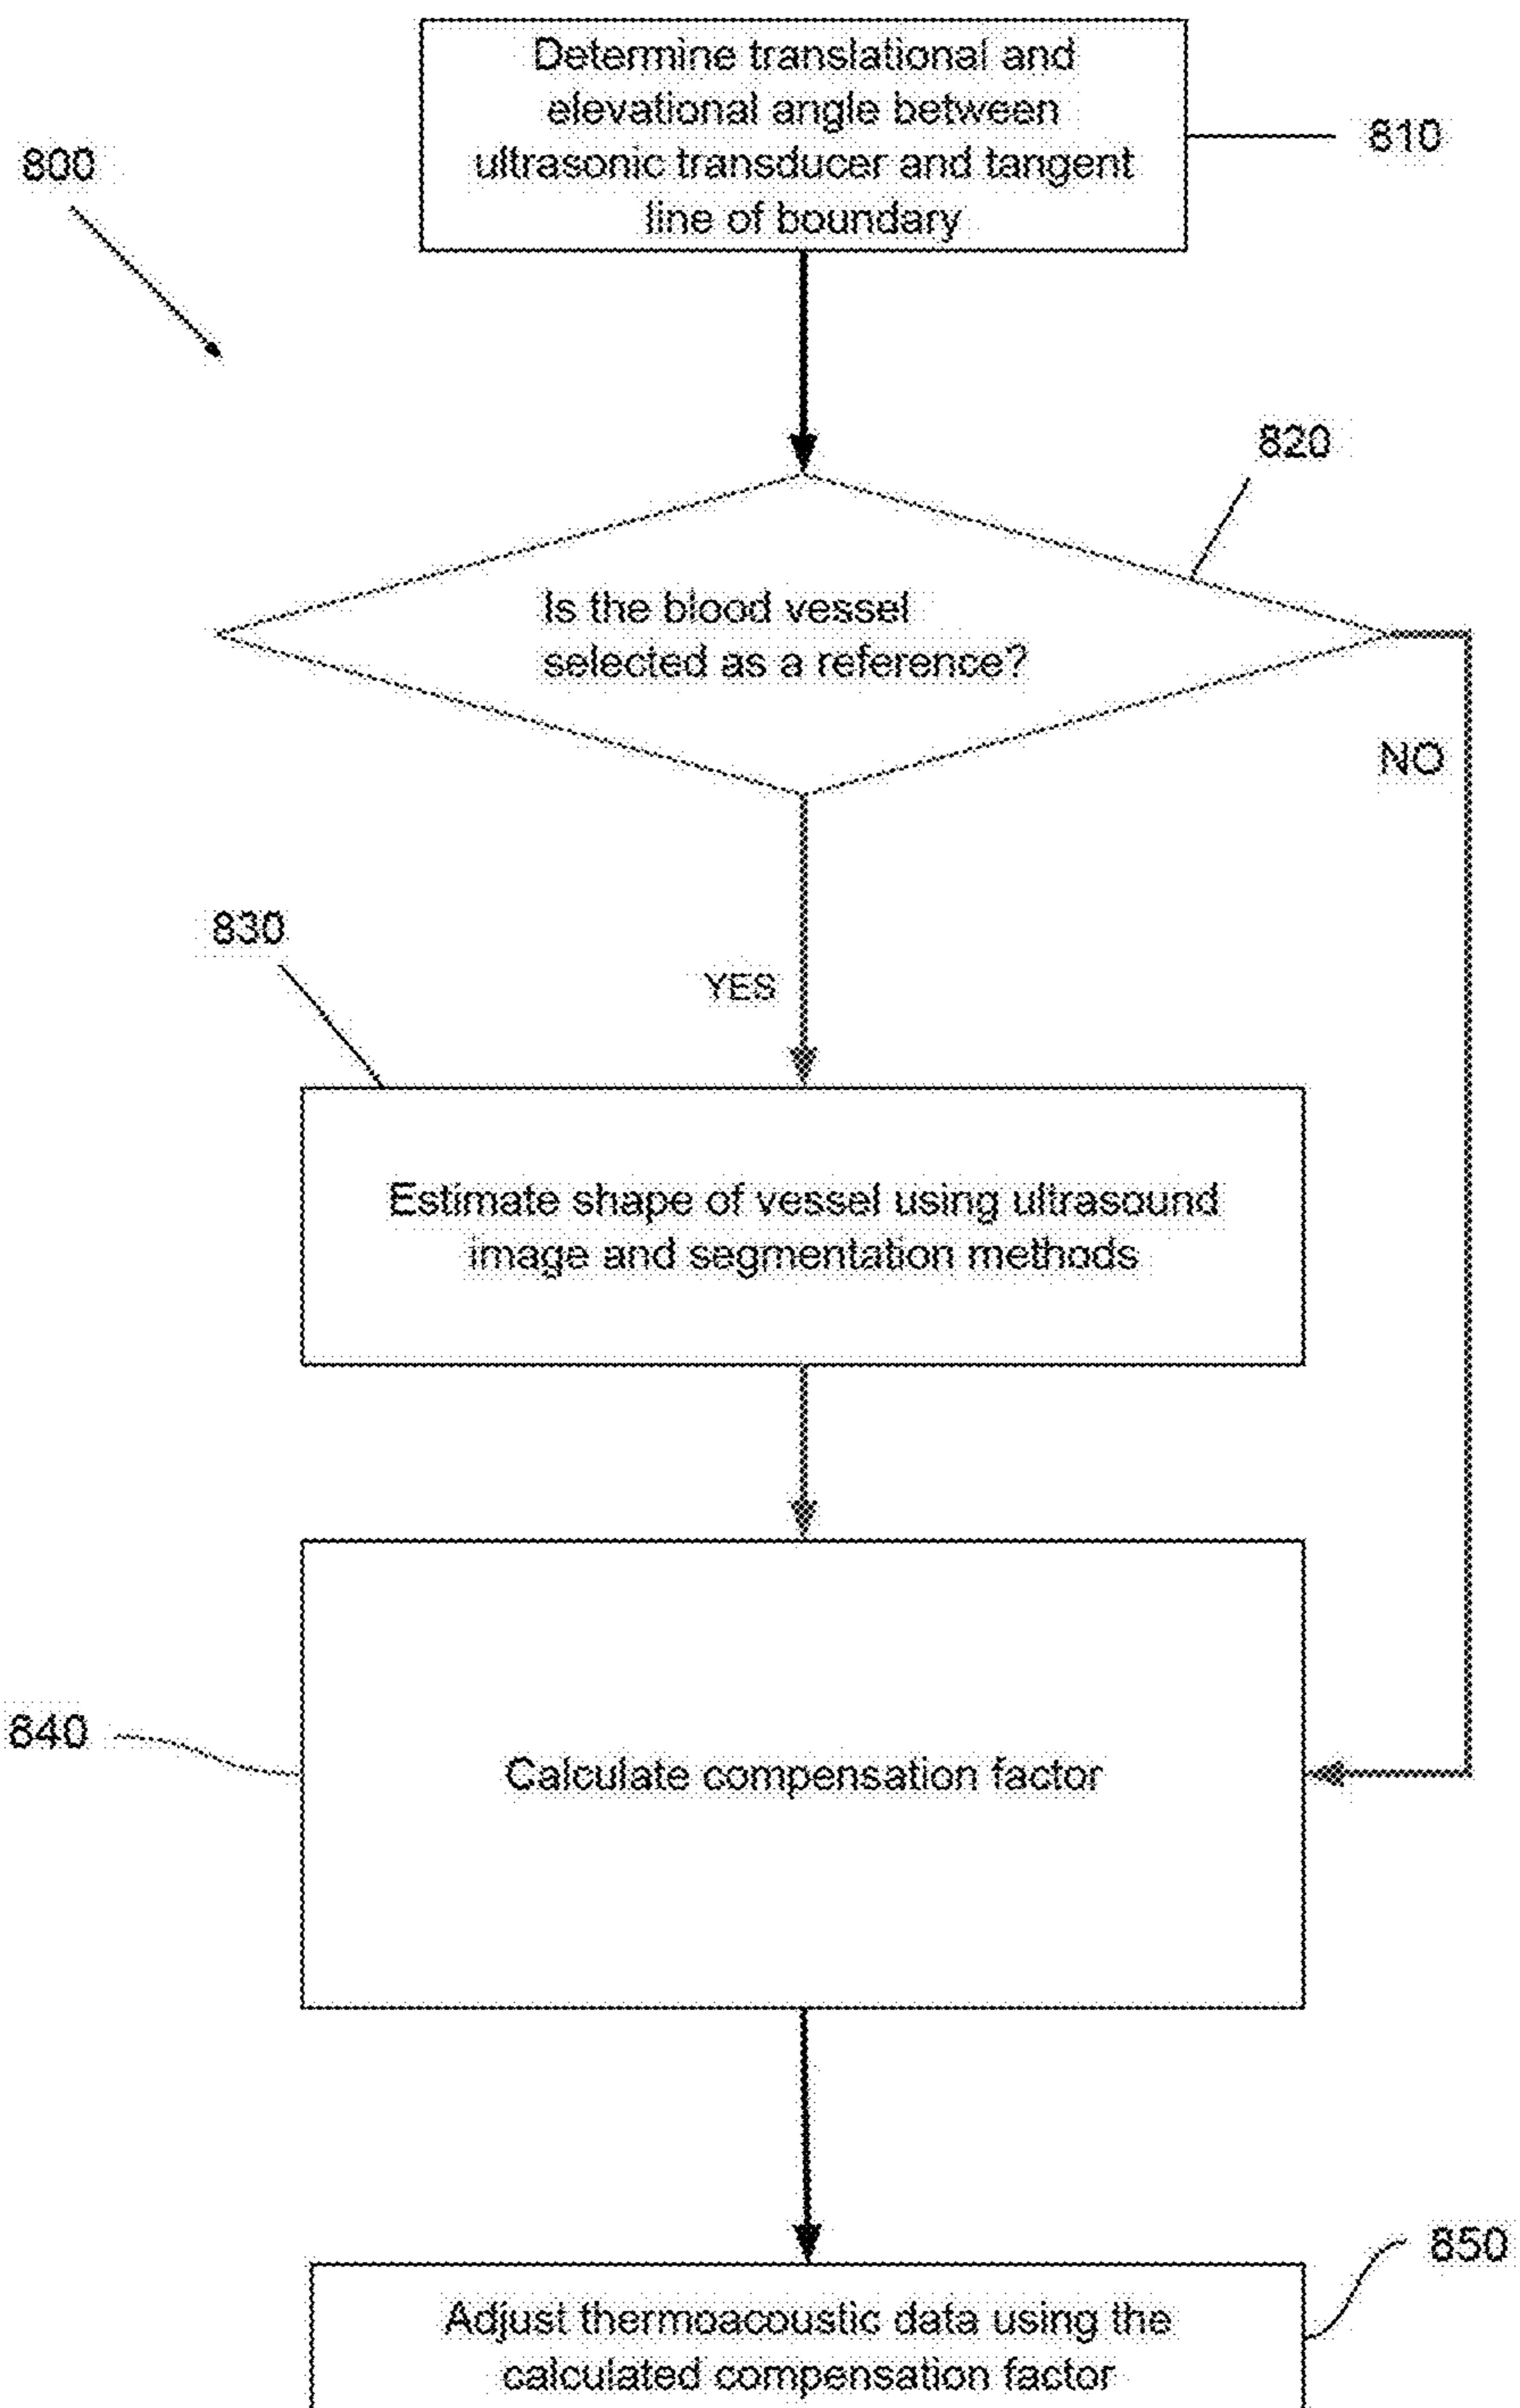 Determine translational and
elevational angle between
ultrasonic transducer and tangent
line of boundary
810
800
820
Is the blood vessel
selected as a reference?
NO
830
YES
Estimate shape of vessel using ultrasound
image and segmentation methods
840
Calculate compensation factor
850
Adjust thermoacoustic data using the
calculated compensation factor